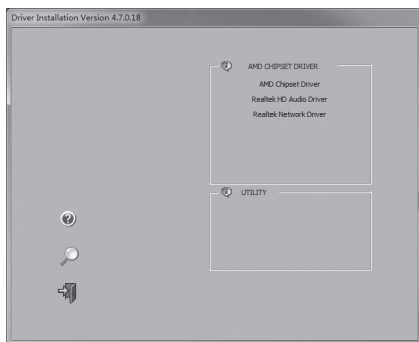 Driver Installation Version 4.7.0.18
AMD CHIPSET DRIVER
AMD Chipset Driver
Realtek HD Audio Driver
Realtek Network Driver
UTILITY